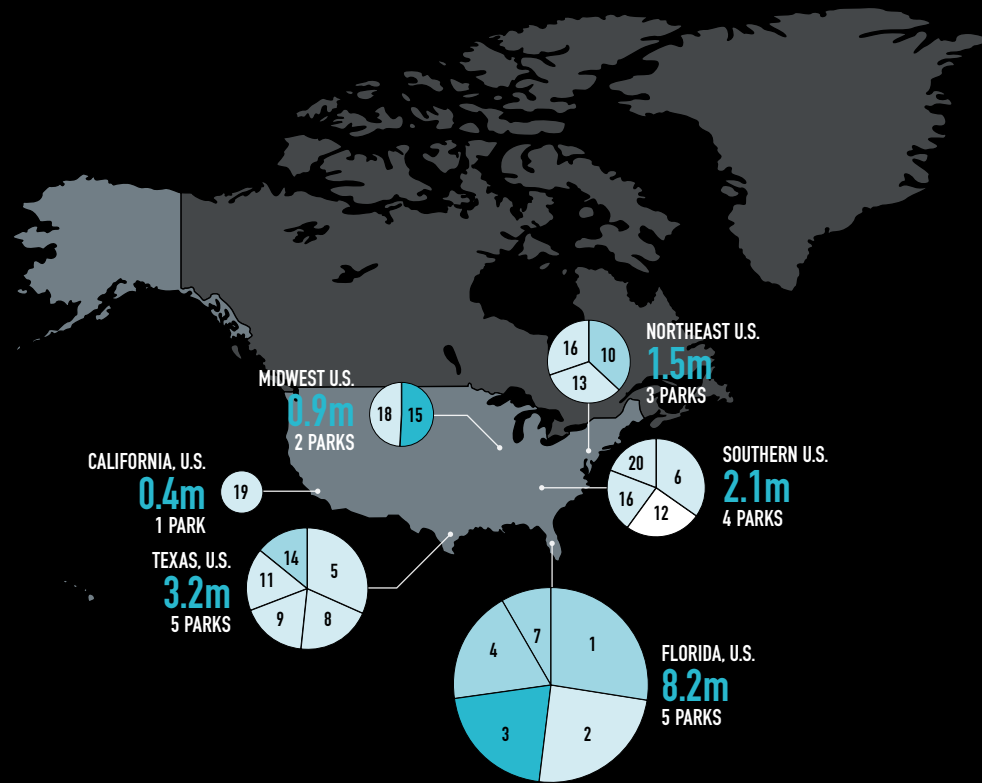 NORTHEAST U.S.
1.5m
3 PARKS
16
10
13
MIDWEST U.S.
0.9m
2 PARKS
18
15
SOUTHERN U.S.
2.1m
4 PARKS
20
6
16
12
CALIFORNIA, U.S.
0.4m
1 PARK
19
TEXAS, U.S.
3.2m
5 PARKS
14
5
11
9
8
FLORIDA, U.S.
8.2m
5 PARKS
7
1
4
3
2